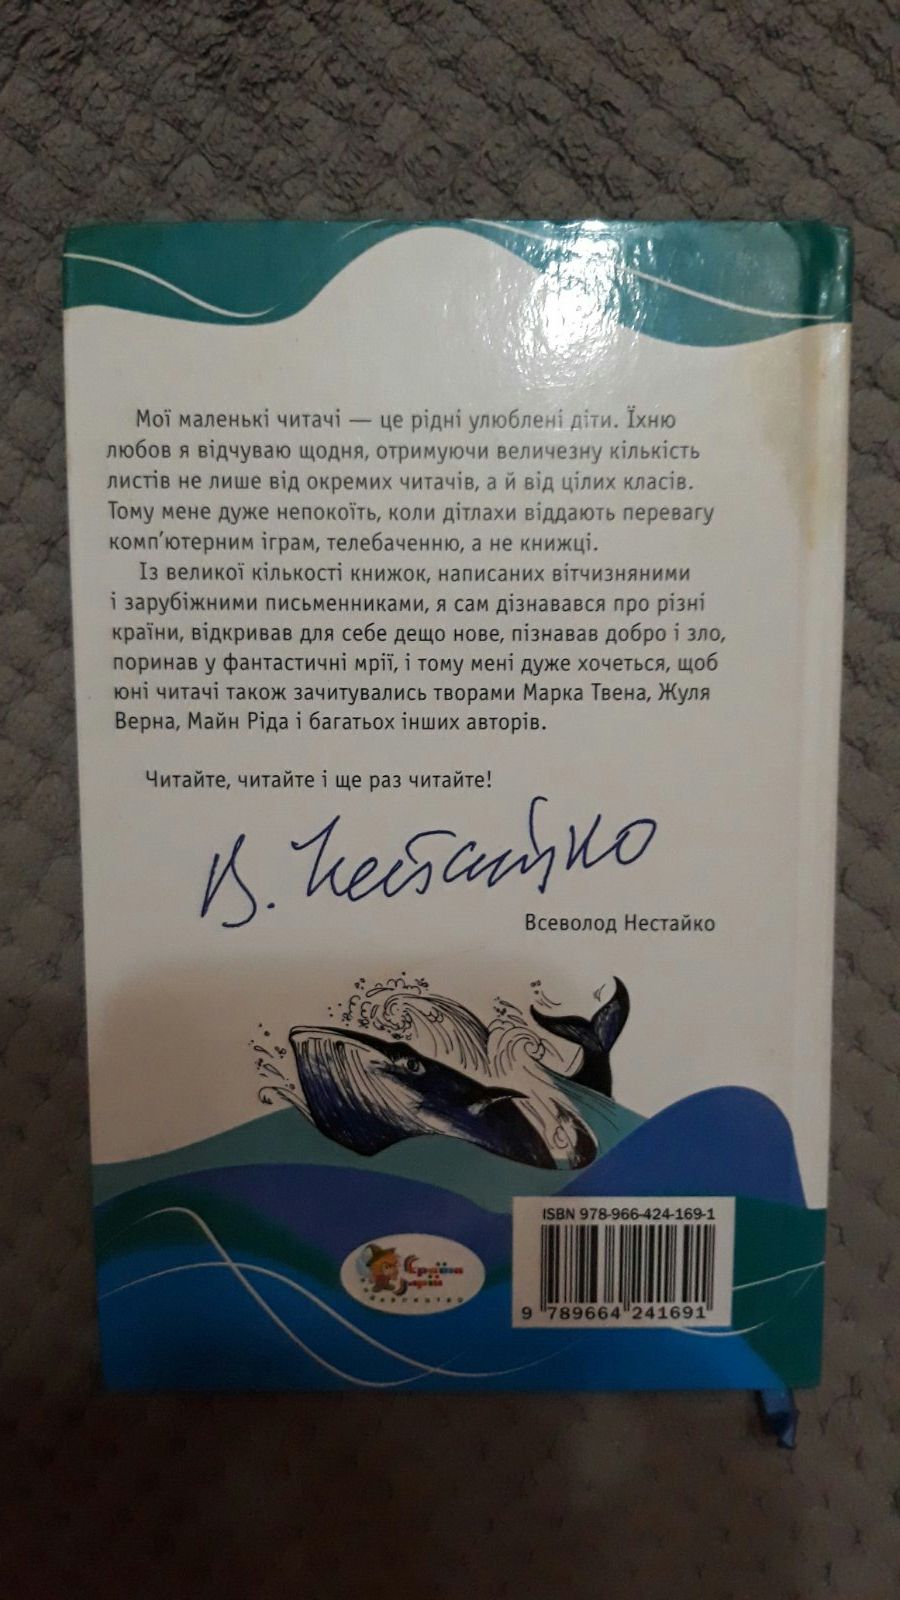 Мої маленькі читачі — це рідні улюблені діти. Їхню
любов я відчуваю щодня, отримуючи величезну кількість
листів не лише від окремих читачів, а й від цілих класів.
Тому мене дуже непокоїть, коли дітлахи віддають перевагу
комп’ютерним іграм, телебаченню, а не книжці.
Із великої кількості книжок, написаних вітчизняними
і зарубіжними письменниками, я сам дізнавався про різні
країни, відкривав для себе дещо нове, пізнавав добро і зло,
поринав у фантастичні мрії, і тому мені дуже хочеться, щоб
юні читачі також зачитувались творами Марка Твена, Жуля
Верна, Майн Ріда і багатьох інших авторів.
Читайте, читайте і ще раз читайте!
В. Нестайко
Всеволод Нестайко
ISBN 978-966-424-169-1
Країна
Мрій
видавництво
9 789664 241691